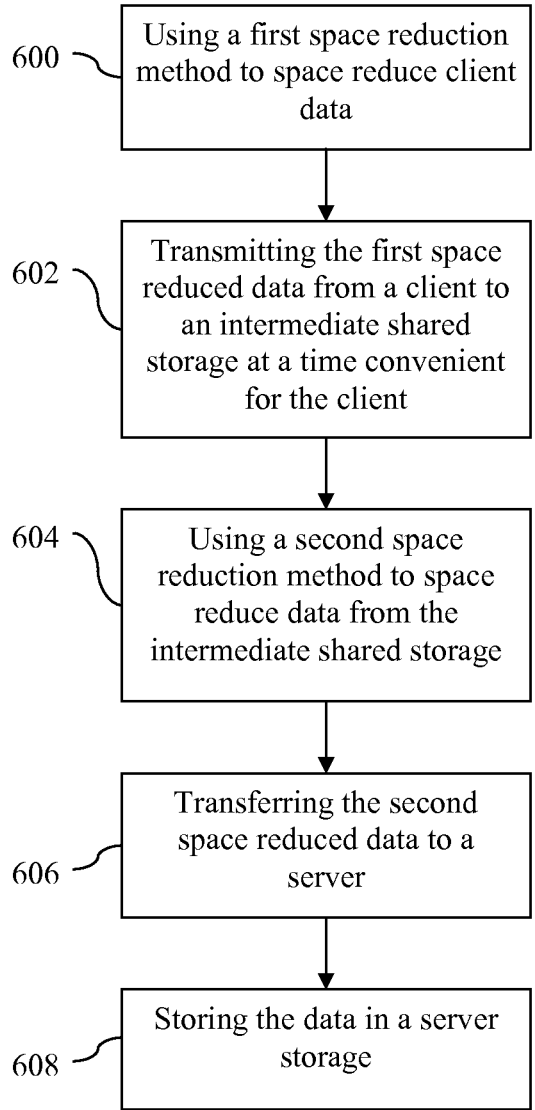 600
Using a first space reduction
method to space reduce client
data
602
Transmitting the first space
reduced data from a client to
an intermediate shared
storage at a time convenient
for the client
604
Using a second space
reduction method to space
reduce data from the
intermediate shared storage
606
Transferring the second
space reduced data to a
server
608
Storing the data in a server
storage